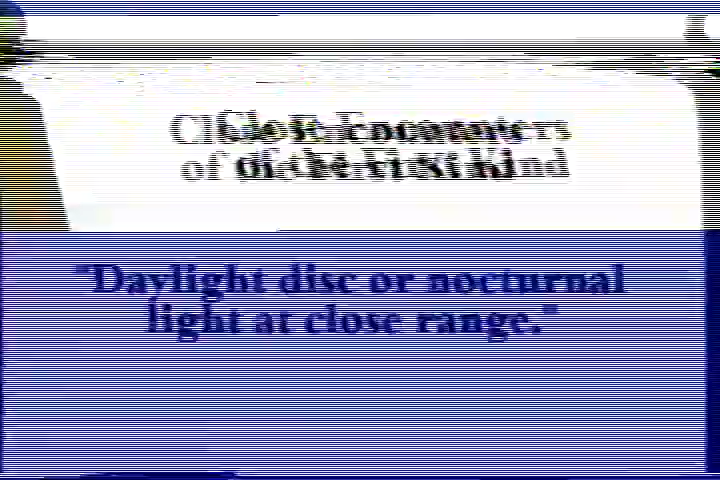 Close Encounters
of the First Kind
"Daylight disc or nocturnal
light at close range."